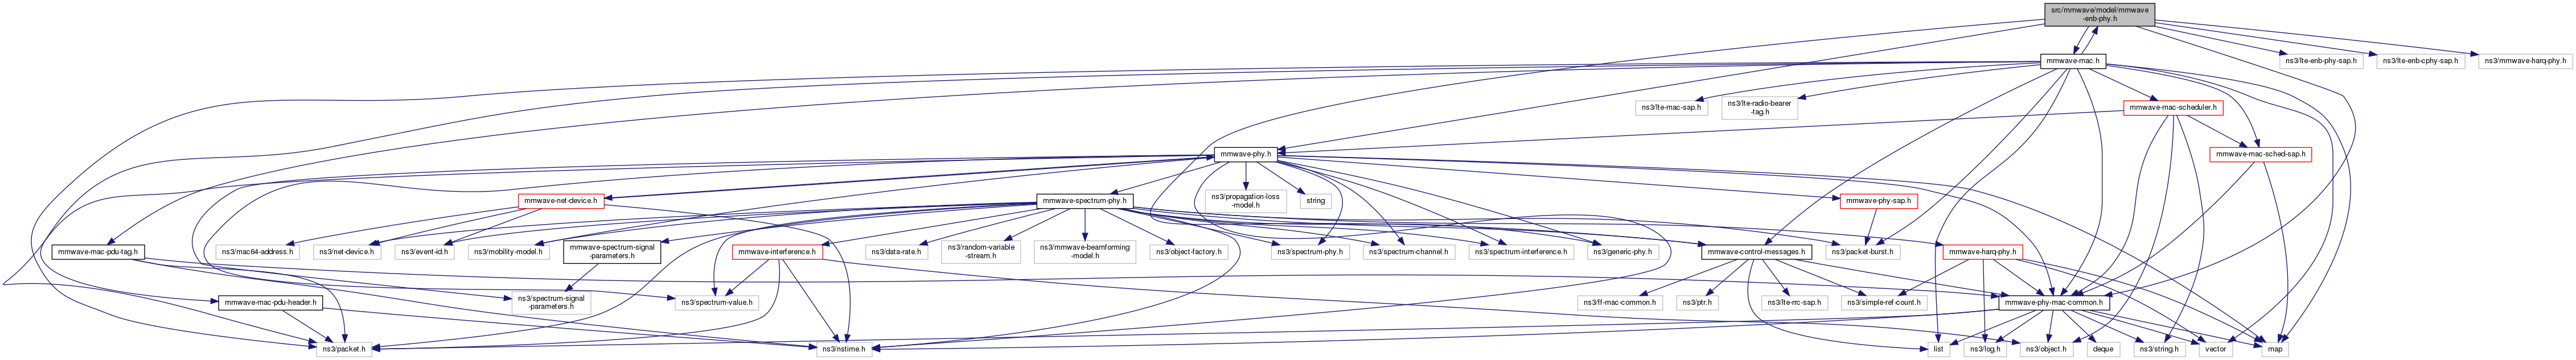 src/mmwave/model/mmwave
-enb-phy.h
mmwave-mac.h
ns3/lte-enb-phy-sap.h
ns3/lte-enb-cphy-sap.h
ns3/mmwave-harq-phy.h
ns3/lte-mac-sap.h
ns3/lte-radio-bearer
-tag.h
mmwave-mac-scheduler.h
mmwave-phy.h
mmwave-mac-sched-sap.h
mmwave-net-device.h
mmwave-spectrum-phy.h
ns3/propagation-loss
-model.h
string
mmwave-phy-sap.h
mmwave-mac-pdu-tag.h
ns3/mac64-address.h
ns3/net-device.h
ns3/event-id.h
ns3/mobility-model.h
mmwave-spectrum-signal
-parameters.h
mmwave-interference.h
ns3/data-rate.h
ns3/random-variable
-stream.h
ns3/mmwave-beamforming
-model.h
ns3/object-factory.h
ns3/spectrum-phy.h
ns3/spectrum-channel.h
ns3/spectrum-interference.h
ns3/generic-phy.h
mmwave-control-messages.h
ns3/packet-burst.h
mmwave-harq-phy.h
mmwave-mac-pdu-header.h
ns3/spectrum-signal
-parameters.h
ns3/spectrum-value.h
ns3/ff-mac-common.h
ns3/ptr.h
ns3/lte-rrc-sap.h
ns3/simple-ref-count.h
mmwave-phy-mac-common.h
ns3/packet.h
ns3/nstime.h
list
ns3/log.h
ns3/object.h
deque
ns3/string.h
vector
map